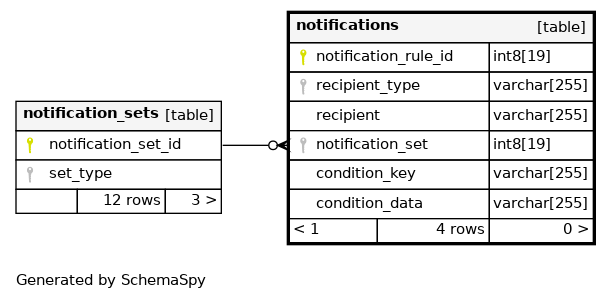 notifications [table]
notification_rule_id int8[19]
recipient_type varchar[255]
recipient varchar[255]
notification_set int8[19]
condition_key varchar[255]
condition_data varchar[255]
< 1 4 rows 0 >
notification_sets [table]
notification_set_id
set_type
12 rows 3 >
Generated by SchemaSpy